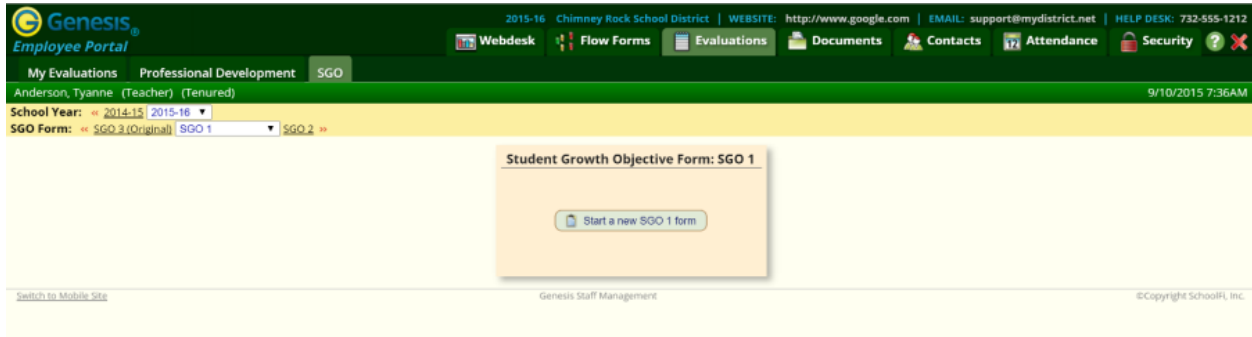 Genesis®
2015-16 Chimney Rock School District | WEBSITE: http://www.google.com | EMAIL: support@mydistrict.net | HELP DESK: 732-555-1212
Employee Portal
Webdesk Flow Forms Evaluations Documents Contacts 12 Attendance Security ? X
My Evaluations Professional Development SGO
Anderson, Tyanne (Teacher) (Tenured) 9/10/2015 7:36AM
School Year: « 2014-15 2015-16 ▼
SGO Form: « SGO 3 (Original) SGO 1 ▼ SGO 2 »
Student Growth Objective Form: SGO 1
Start a new SGO 1 form
Switch to Mobile Site Genesis Staff Management ©Copyright SchoolFi, Inc.